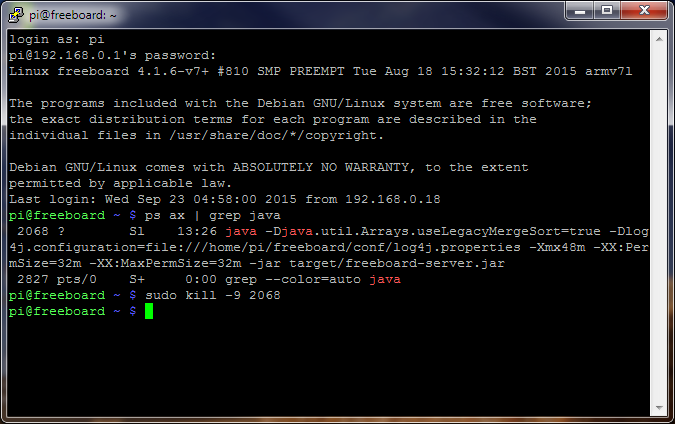 pi@freeboard: ~
login as: pi
pi@192.168.0.1's password:
Linux freeboard 4.1.6-v7+ #810 SMP PREEMPT Tue Aug 18 15:32:12 BST 2015 armv7l
The programs included with the Debian GNU/Linux system are free software;
the exact distribution terms for each program are described in the
individual files in /usr/share/doc/*/copyright.
Debian GNU/Linux comes with ABSOLUTELY NO WARRANTY, to the extent
permitted by applicable law.
Last login: Wed Sep 23 04:58:00 2015 from 192.168.0.18
pi@freeboard ~ $ ps ax | grep java
2068 ?        Sl    13:26 java -Djava.util.Arrays.useLegacyMergeSort=true -Dlog
4j.configuration=file:///home/pi/freeboard/conf/log4j.properties -Xmx48m -XX:Per
mSize=32m -XX:MaxPermSize=32m -jar target/freeboard-server.jar
2827 pts/0    S+     0:00 grep --color=auto java
pi@freeboard ~ $ sudo kill -9 2068
pi@freeboard ~ $